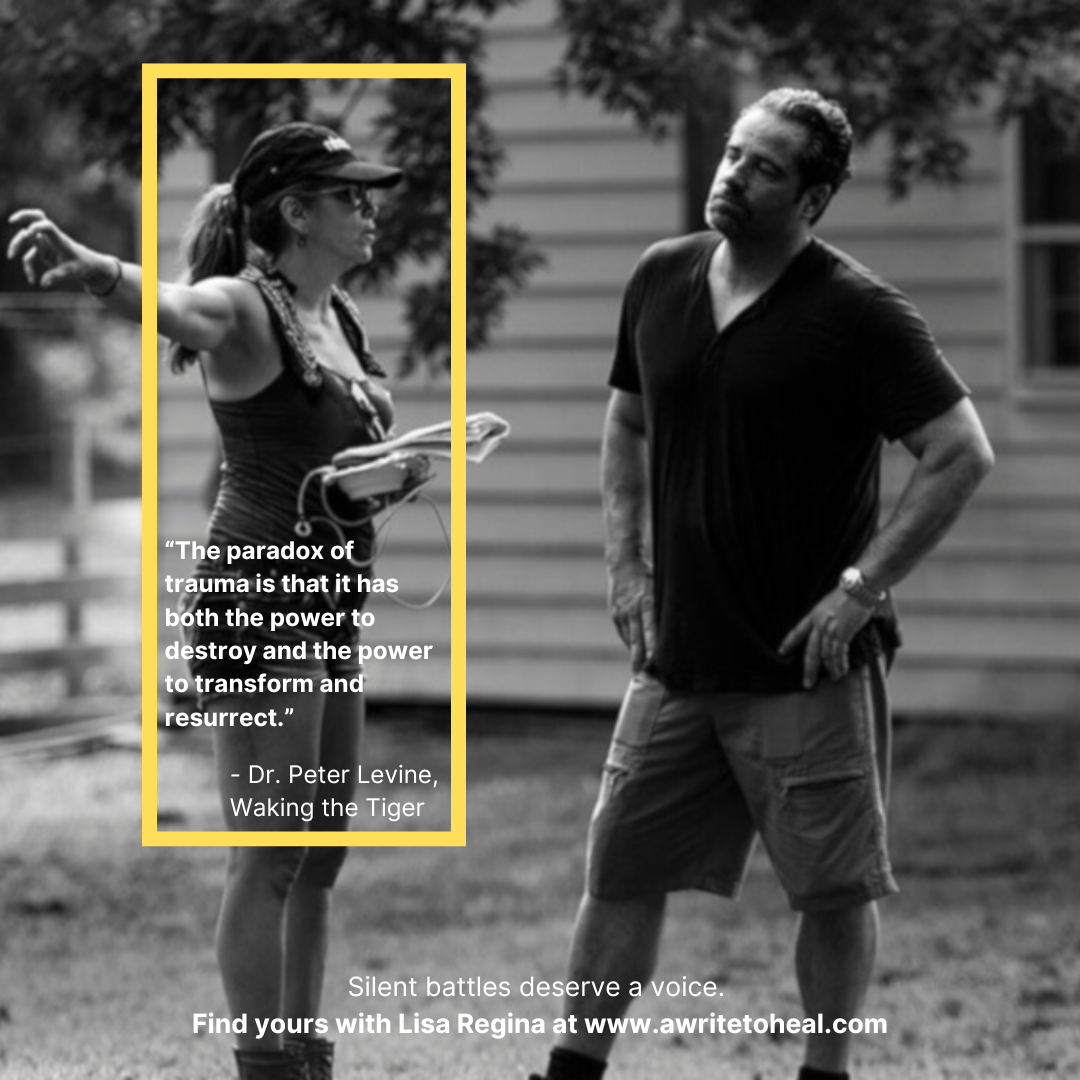 “The paradox of
trauma is that it has
both the power to
destroy and the power
to transform and
resurrect.”
- Dr. Peter Levine,
Waking the Tiger
Silent battles deserve a voice.
Find yours with Lisa Regina at www.awritetoheal.com